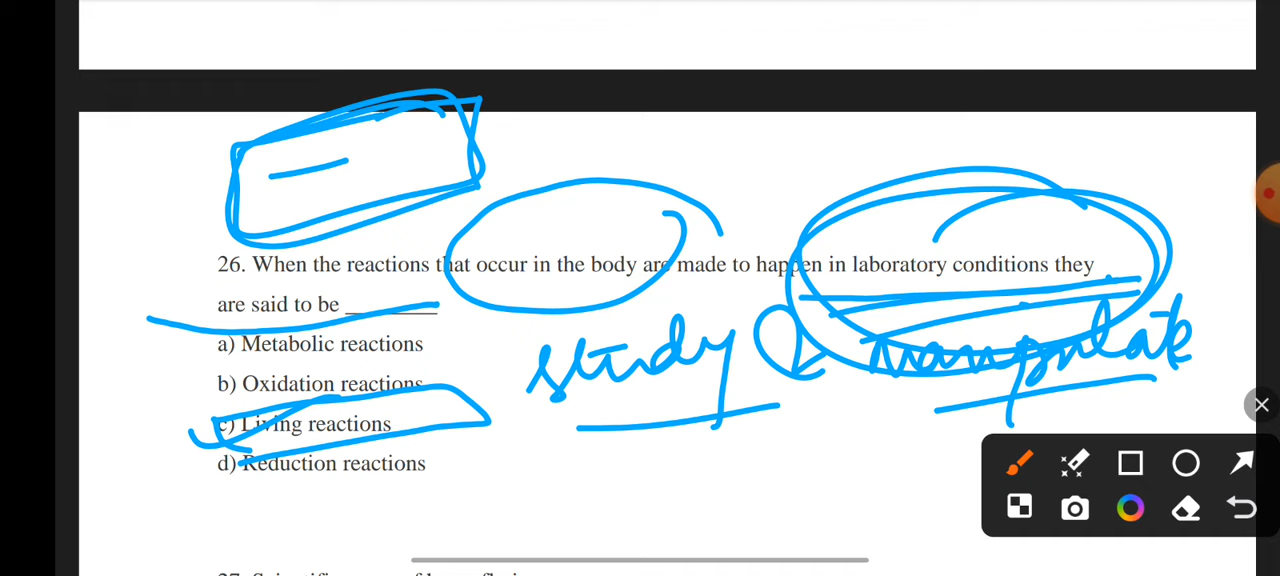 26. When the reactions that occur in the body are made to happen in laboratory conditions they
are said to be ________
a) Metabolic reactions
b) Oxidation reactions
c) Living reactions
d) Reduction reactions
study & manipulate